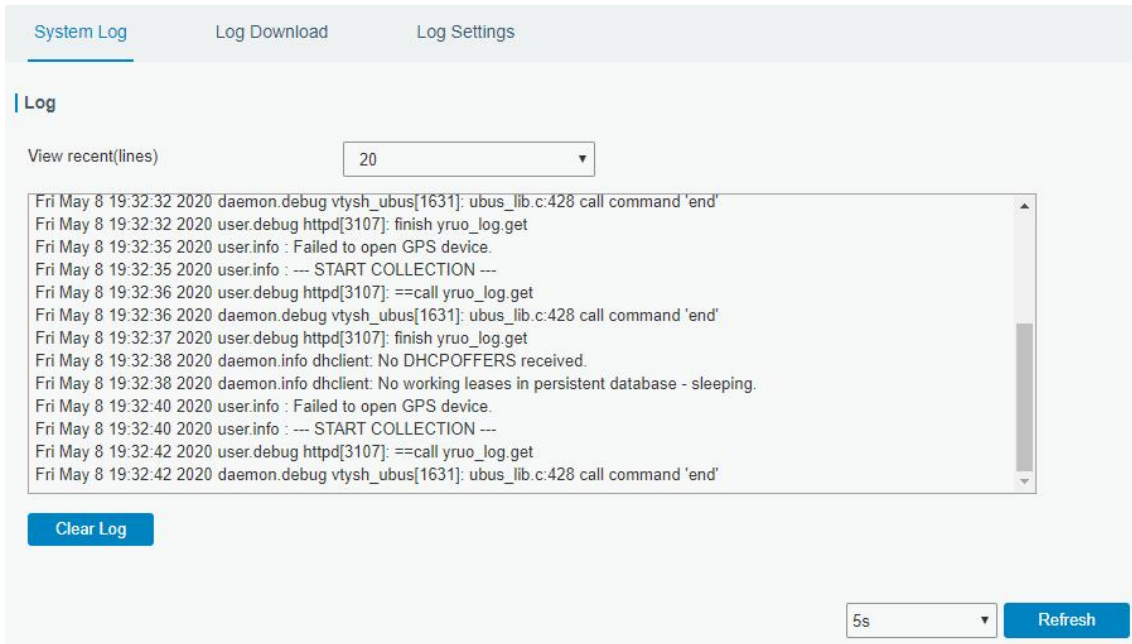 System Log Log Download Log Settings
Log
View recent(lines) 20
Fri May 8 19:32:32 2020 daemon.debug vtysh_ubus[1631]: ubus_lib.c:428 call command 'end'
Fri May 8 19:32:32 2020 user.debug httpd[3107]: finish yruo_log.get
Fri May 8 19:32:35 2020 user.info : Failed to open GPS device.
Fri May 8 19:32:35 2020 user.info : --- START COLLECTION ---
Fri May 8 19:32:36 2020 user.debug httpd[3107]: ==call yruo_log.get
Fri May 8 19:32:36 2020 daemon.debug vtysh_ubus[1631]: ubus_lib.c:428 call command 'end'
Fri May 8 19:32:37 2020 user.debug httpd[3107]: finish yruo_log.get
Fri May 8 19:32:38 2020 daemon.info dhclient: No DHCPOFFERS received.
Fri May 8 19:32:38 2020 daemon.info dhclient: No working leases in persistent database - sleeping.
Fri May 8 19:32:40 2020 user.info : Failed to open GPS device.
Fri May 8 19:32:40 2020 user.info : --- START COLLECTION ---
Fri May 8 19:32:42 2020 user.debug httpd[3107]: ==call yruo_log.get
Fri May 8 19:32:42 2020 daemon.debug vtysh_ubus[1631]: ubus_lib.c:428 call command 'end'
Clear Log
5s Refresh